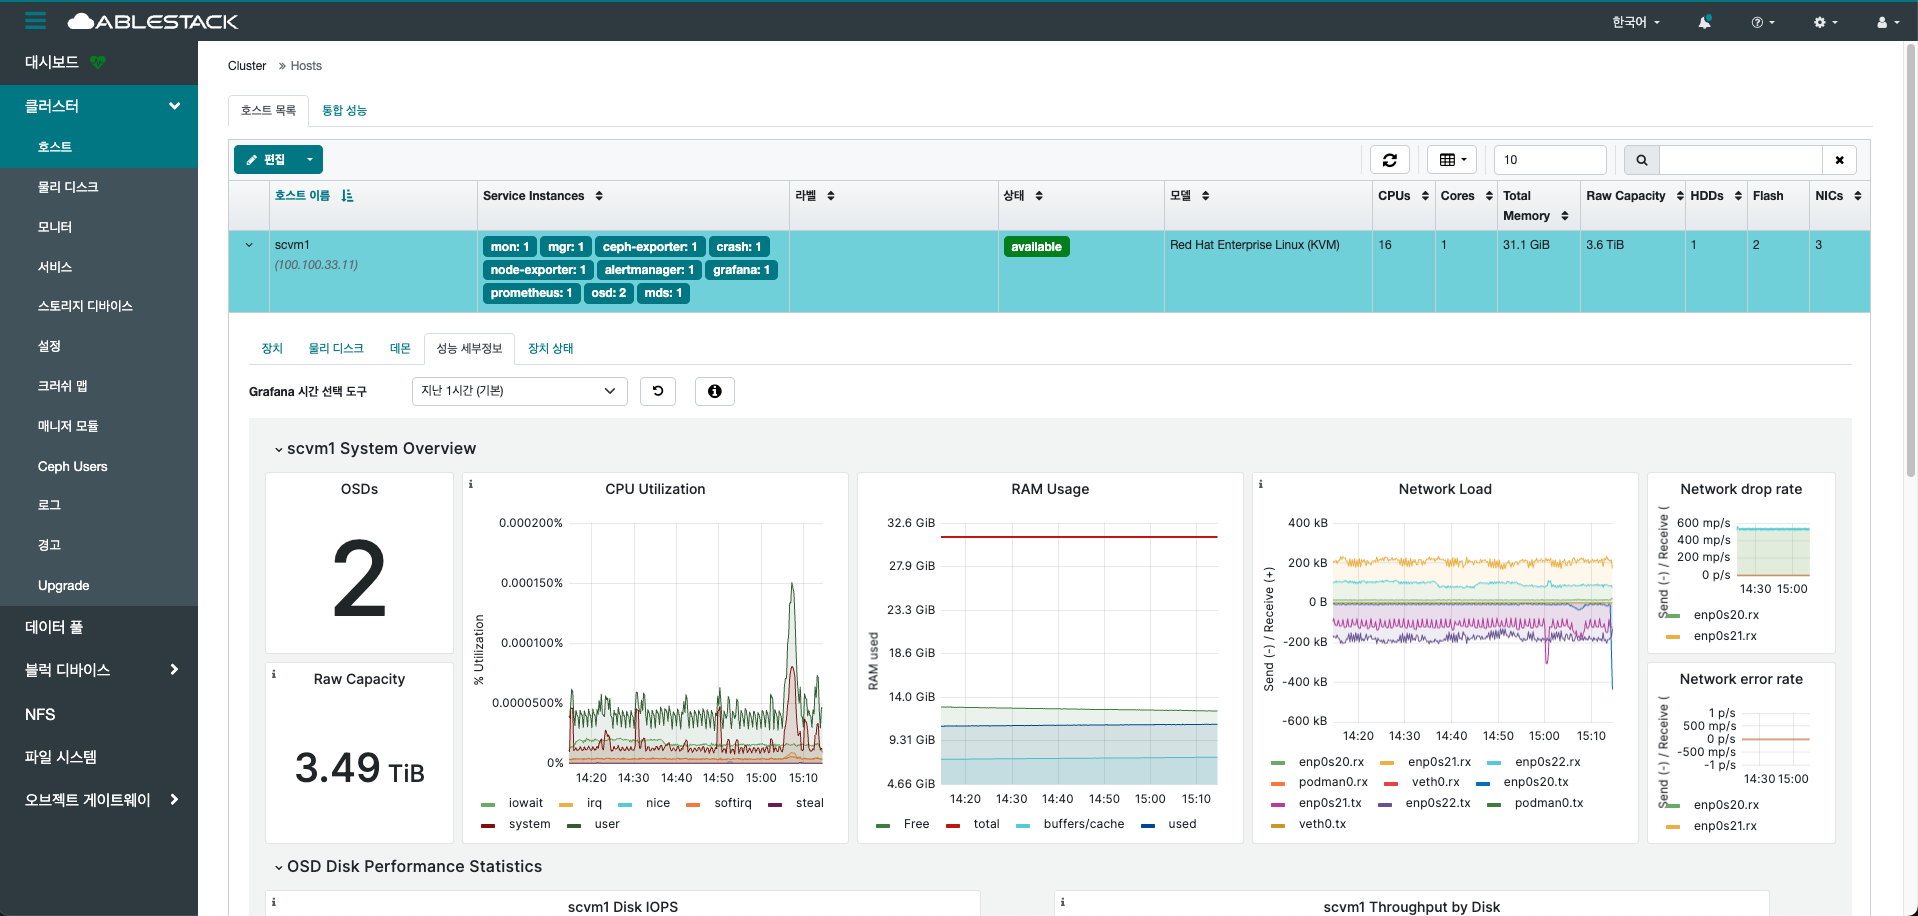 ABLESTACK
한국어
대시보드
클러스터
호스트
물리 디스크
모니터
서비스
스토리지 디바이스
설정
크러쉬 맵
매니저 모듈
Ceph Users
로그
경고
Upgrade
데이터 풀
블럭 디바이스
NFS
파일 시스템
오브젝트 게이트웨이
Cluster » Hosts
호스트 목록 통합 성능
편집 10
호스트 이름 Service Instances 라벨 상태 모델 CPUs Cores Total Memory Raw Capacity HDDs Flash NICs
scvm1
(100.100.33.11)
mon: 1 mgr: 1 ceph-exporter: 1 crash: 1
node-exporter: 1 alertmanager: 1 grafana: 1
prometheus: 1 osd: 2 mds: 1
available
Red Hat Enterprise Linux (KVM) 16 1 31.1 GiB 3.6 TiB 1 2 3
장치 물리 디스크 데몬 성능 세부정보 장치 상태
Grafana 시간 선택 도구 지난 1시간 (기본)
scvm1 System Overview
OSDs
2
Raw Capacity
3.49 TiB
CPU Utilization
% Utilization
0.000200%
0.000150%
0.000100%
0.0000500%
0%
14:20 14:30 14:40 14:50 15:00 15:10
iowait irq nice softirq steal
system user
RAM Usage
RAM used
32.6 GiB
27.9 GiB
23.3 GiB
18.6 GiB
14.0 GiB
9.31 GiB
4.66 GiB
14:20 14:30 14:40 14:50 15:00 15:10
Free total buffers/cache used
Network Load
Send (-) / Receive (+)
400 kB
200 kB
0 B
-200 kB
-400 kB
-600 kB
14:20 14:30 14:40 14:50 15:00 15:10
enp0s20.rx enp0s21.rx enp0s22.rx
podman0.rx veth0.rx enp0s20.tx
enp0s21.tx enp0s22.tx podman0.tx
veth0.tx
Network drop rate
Send (-) / Receive (
600 mp/s
400 mp/s
200 mp/s
0 p/s
14:30 15:00
enp0s20.rx
enp0s21.rx
Network error rate
Send (-) / Receive (
1 p/s
500 mp/s
0 p/s
-500 mp/s
-1 p/s
14:30 15:00
enp0s20.rx
enp0s21.rx
OSD Disk Performance Statistics
scvm1 Disk IOPS
scvm1 Throughput by Disk